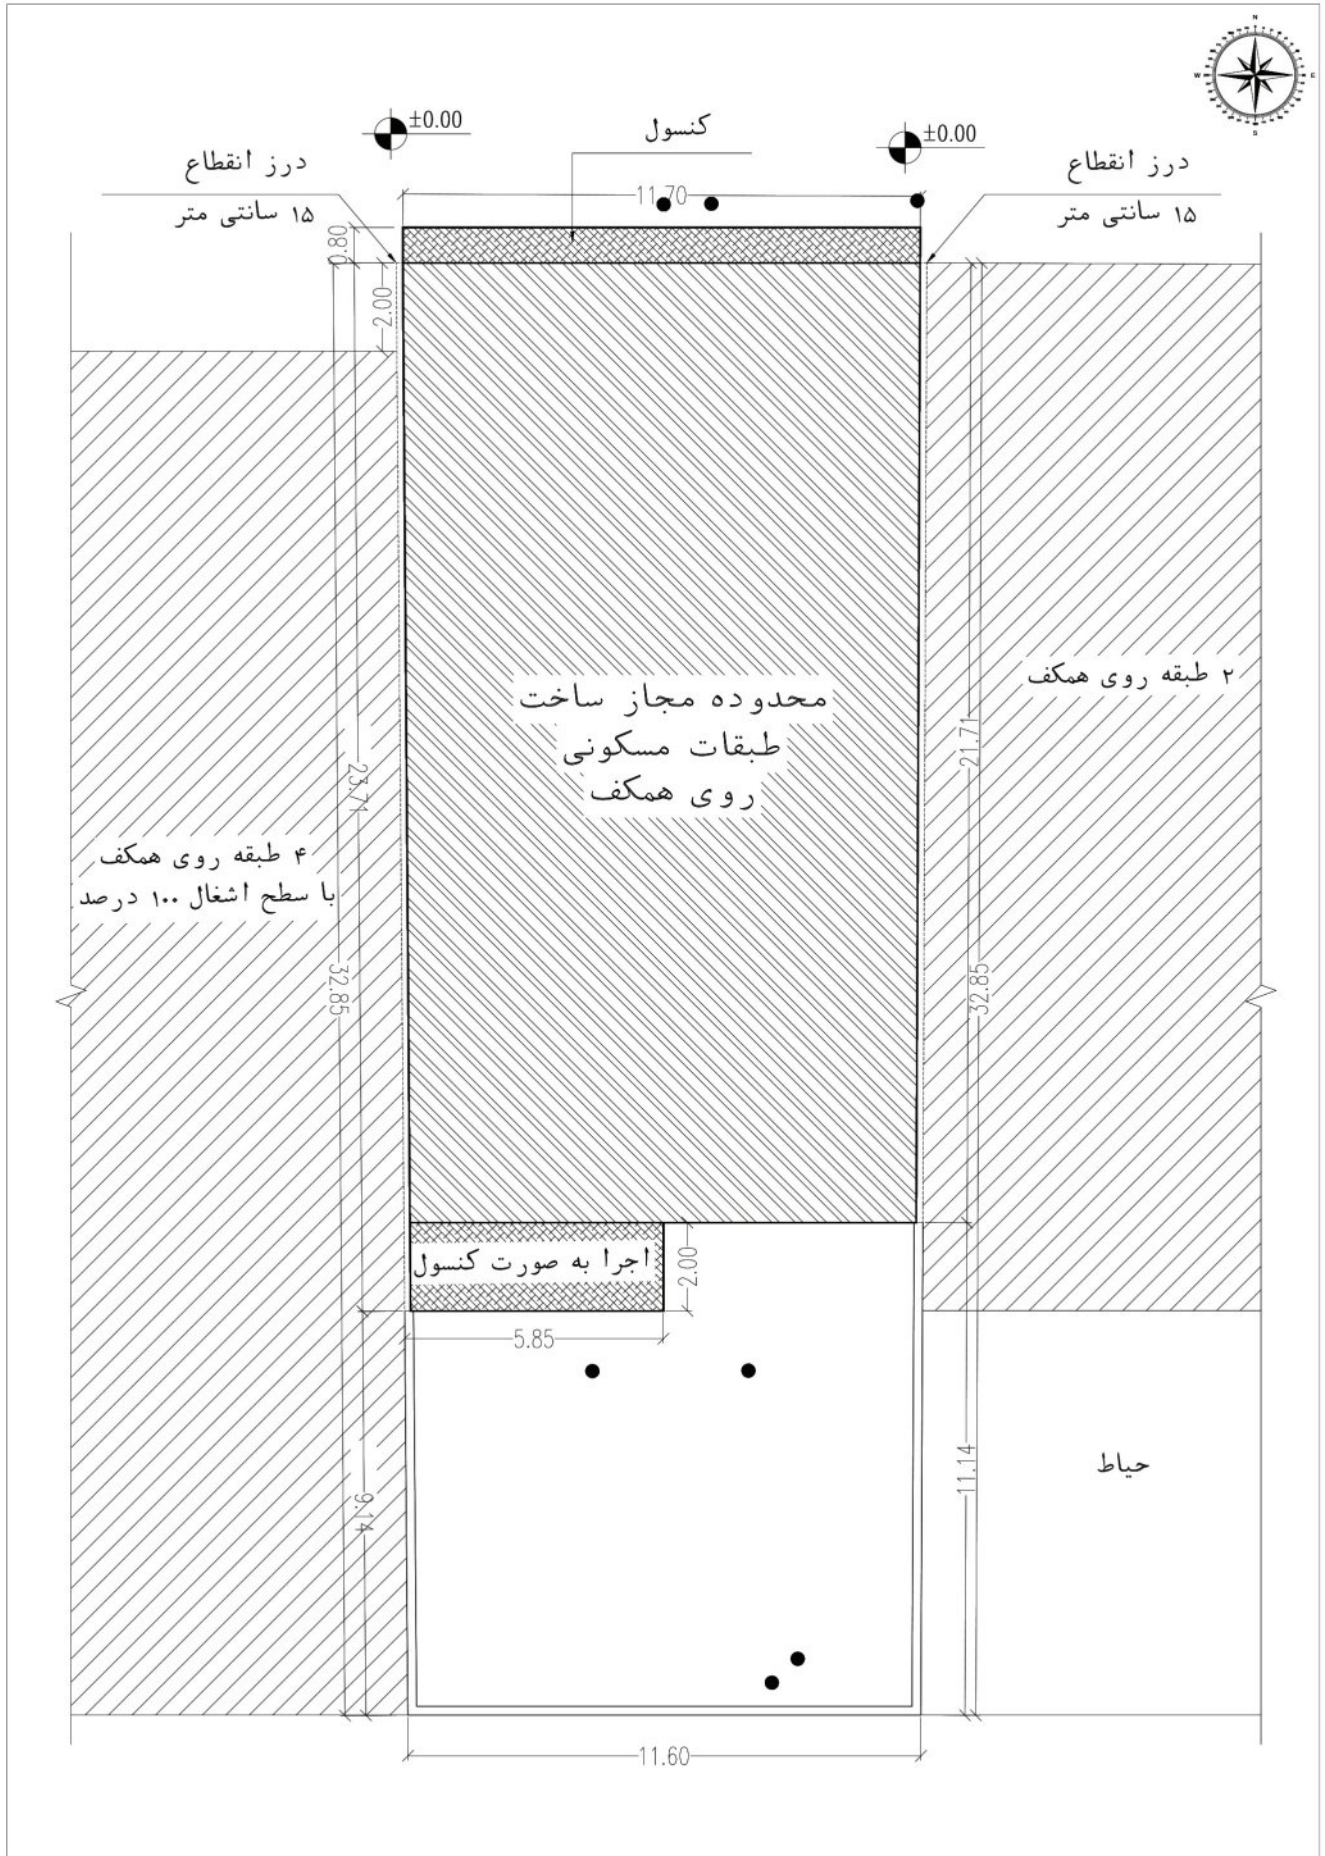 N
W
E
S
±0.00
±0.00
کنسول
درز انقطاع
۱۵ سانتی متر
درز انقطاع
۱۵ سانتی متر
11.70
0.80
2.00
محدوده مجاز ساخت
طبقات مسکونی
روی همکف
۲ طبقه روی همکف
21.71
23.71
۴ طبقه روی همکف
با سطح اشغال ۱۰۰ درصد
32.85
32.85
اجرا به صورت کنسول
2.00
5.85
حیاط
11.14
9.14
11.60